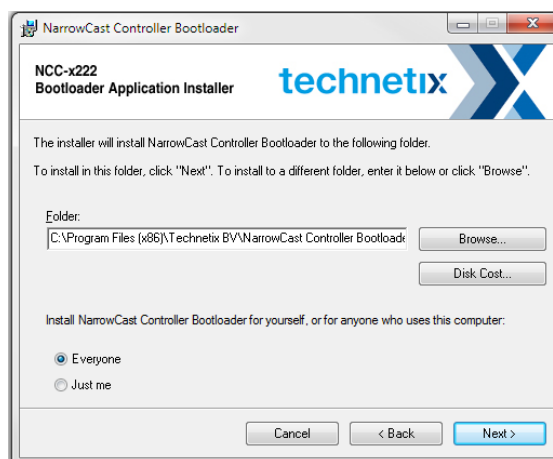 NarrowCast Controller Bootloader
NCC-x222
Bootloader Application Installer
technetix
The installer will install NarrowCast Controller Bootloader to the following folder.
To install in this folder, click "Next". To install to a different folder, enter it below or click "Browse".
Folder:
C:\Program Files (x86)\Technetix BV\NarrowCast Controller Bootloade
Browse...
Disk Cost...
Install NarrowCast Controller Bootloader for yourself, or for anyone who uses this computer:
Everyone
Just me
Cancel
< Back
Next >